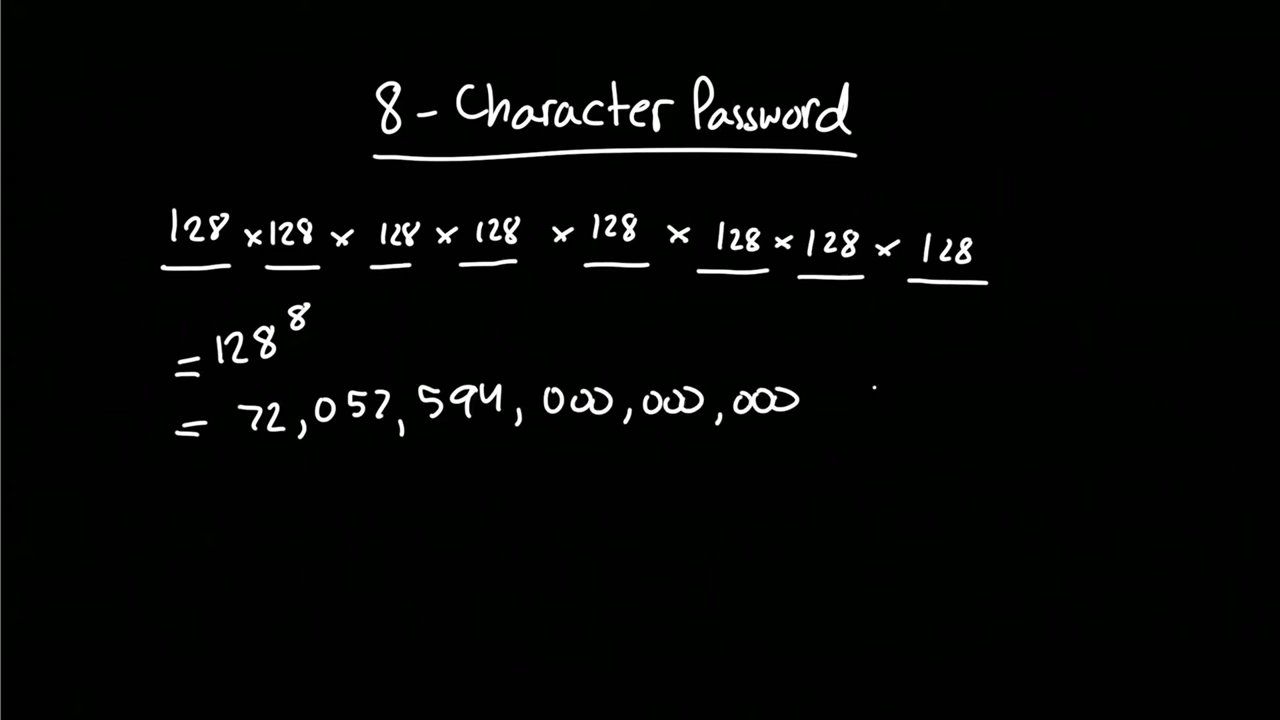 8 - Character Password
128 × 128 × 128 × 128 × 128 × 128 × 128 × 128
= 128⁸
= 72,057,594,000,000,000